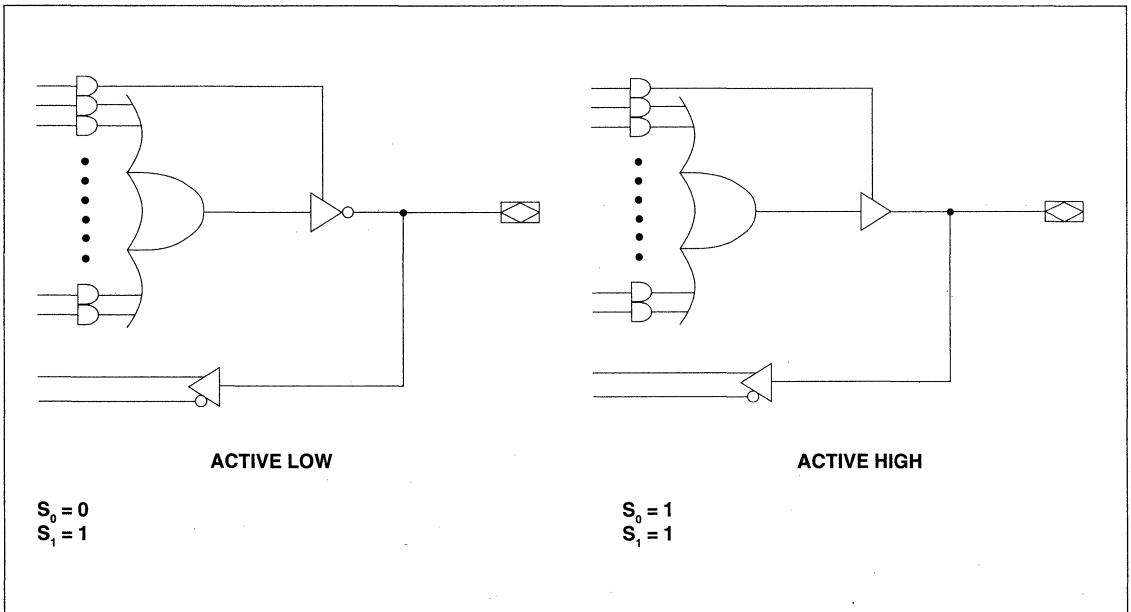 ACTIVE LOW
S₀ = 0
S₁ = 1
ACTIVE HIGH
S₀ = 1
S₁ = 1